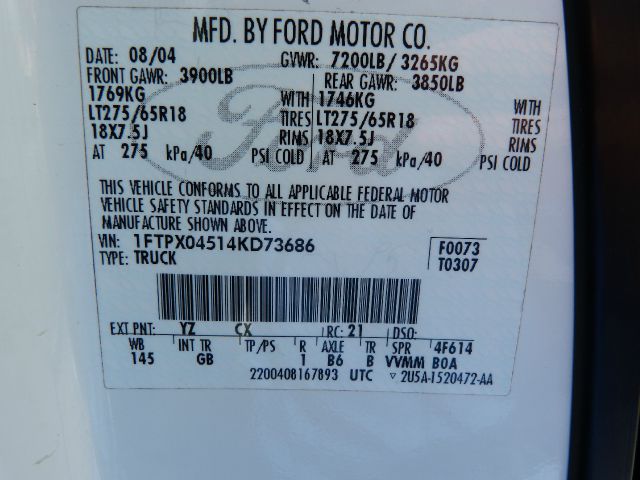 MFD. BY FORD MOTOR CO.
DATE: 08/04 GVWR: 7200LB/ 3265KG
FRONT GAWR: 3900LB REAR GAWR: 3850LB
1769KG WITH 1746KG WITH
LT275/65R18 TIRES LT275/65R18 TIRES
18X7.5J RIMS 18X7.5J RIMS
AT 275 kPa/40 PSI COLD AT 275 kPa/40 PSI COLD
THIS VEHICLE CONFORMS TO ALL APPLICABLE FEDERAL MOTOR
VEHICLE SAFETY STANDARDS IN EFFECT ON THE DATE OF
MANUFACTURE SHOWN ABOVE.
VIN: 1FTPX04514KD73686 F0073
TYPE: TRUCK T0307
EXT PNT: YZ CX RC: 21 DSO:
WB INT TR TP/PS R AXLE TR SPR 4F614
145 GB 1 B6 B VVMM BOA
2200408167893 UTC ▽ 2U5A-1520472-AA
Ford